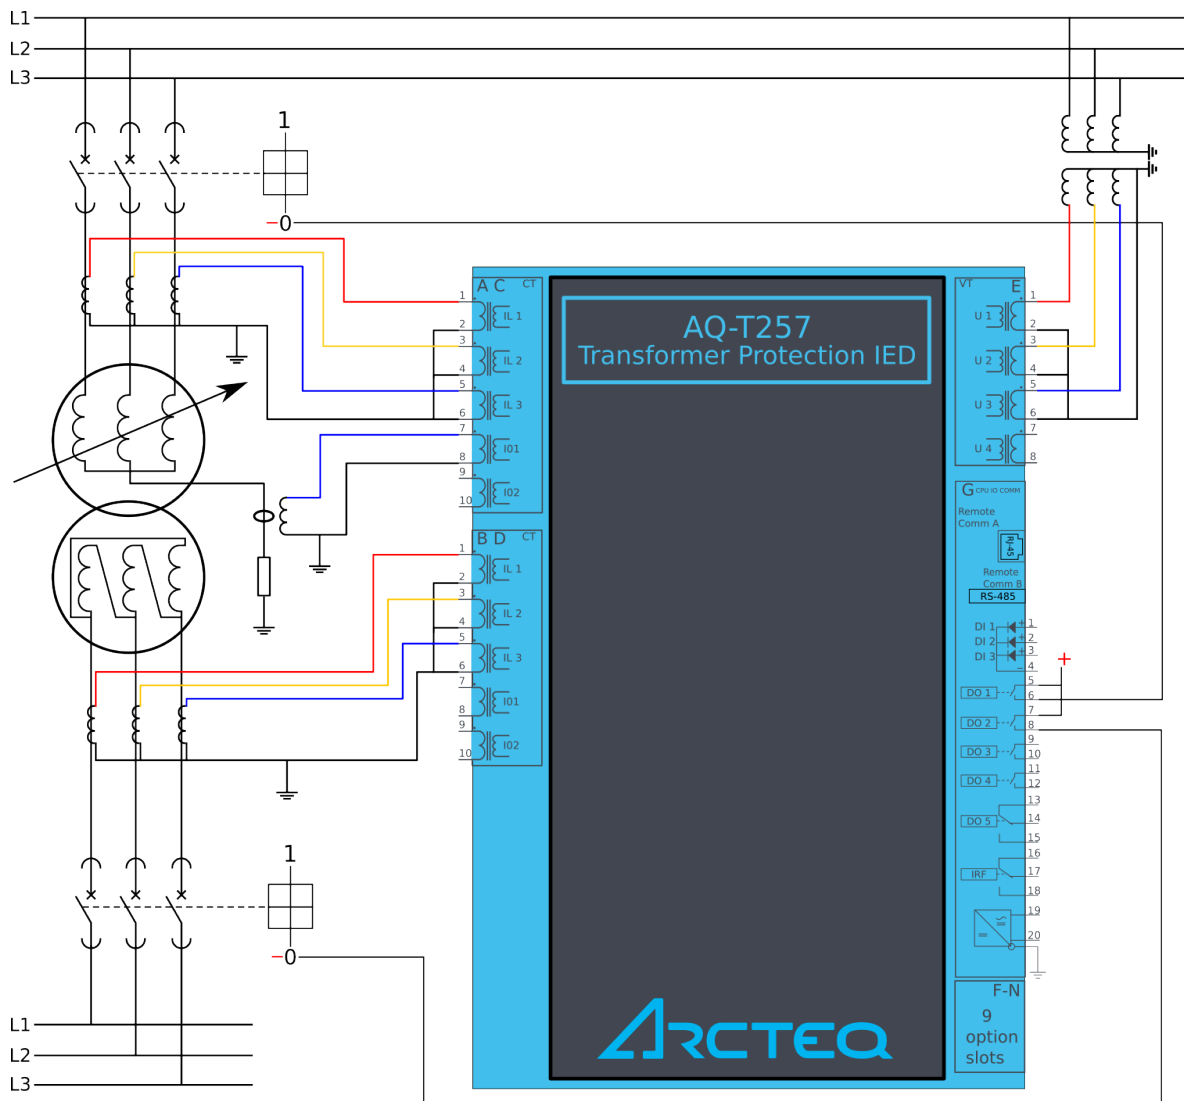 L1
L2
L3
1
−0
A C CT
1
IL 1
2
3
IL 2
4
5
IL 3
6
7
I01
8
9
I02
10
B D CT
1
IL 1
2
3
IL 2
4
5
IL 3
6
7
I01
8
9
I02
10
AQ-T257
Transformer Protection IED
ARCTEQ
VT E
1
U 1
2
3
U 2
4
5
U 3
6
7
U 4
8
G CPU IO COMM
Remote
Comm A
RJ-45
Remote
Comm B
RS-485
DI 1 + 1
DI 2 + 2
DI 3 + 3
− 4
+
5
DO 1 6
7
DO 2 8
9
DO 3 10
11
DO 4 12
13
DO 5 14
15
16
IRF 17
18
19
20
F-N
9
option
slots
1
−0
L1
L2
L3